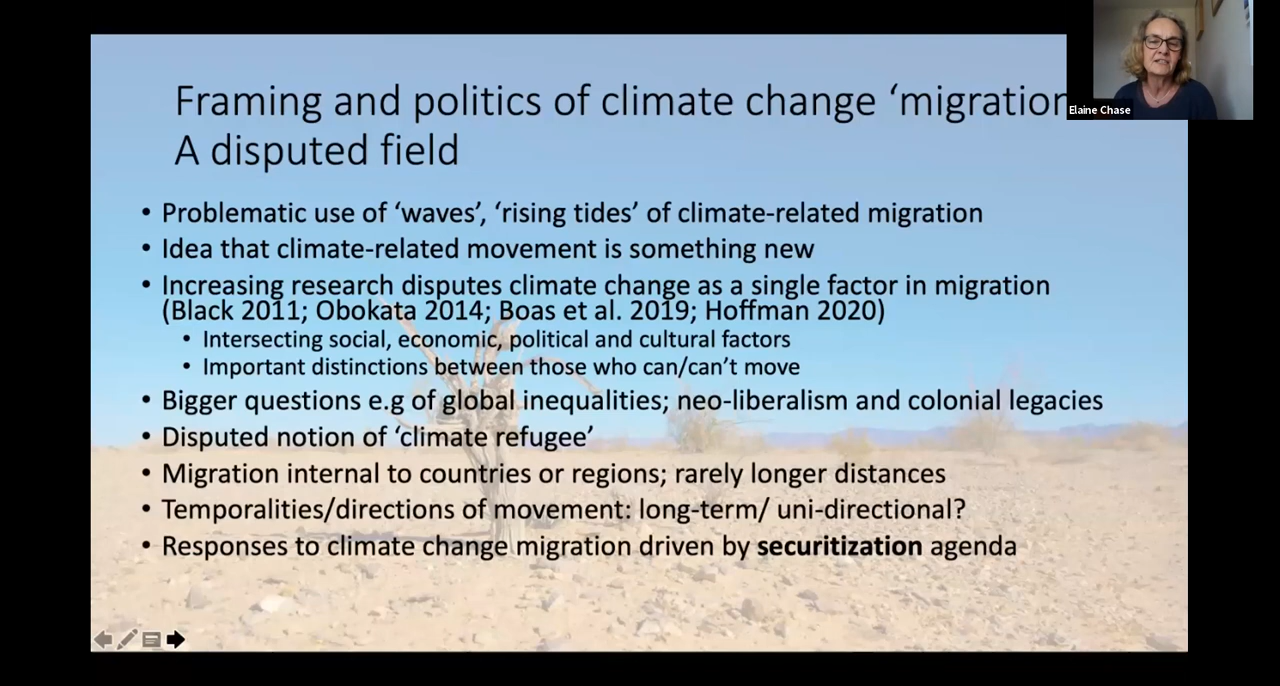 Framing and politics of climate change ‘migration
A disputed field
Elaine Chase
• Problematic use of ‘waves’, ‘rising tides’ of climate-related migration
• Idea that climate-related movement is something new
• Increasing research disputes climate change as a single factor in migration
(Black 2011; Obokata 2014; Boas et al. 2019; Hoffman 2020)
• Intersecting social, economic, political and cultural factors
• Important distinctions between those who can/can’t move
• Bigger questions e.g of global inequalities; neo-liberalism and colonial legacies
• Disputed notion of ‘climate refugee’
• Migration internal to countries or regions; rarely longer distances
• Temporalities/directions of movement: long-term/ uni-directional?
• Responses to climate change migration driven by securitization agenda